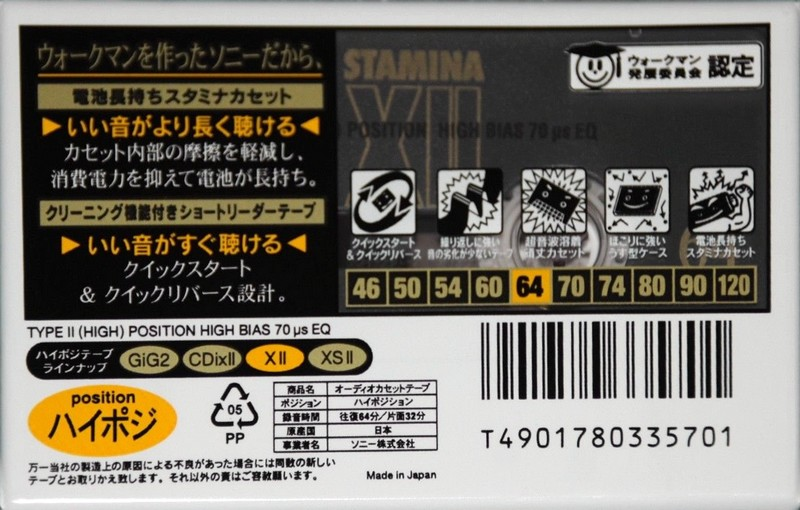 ウォークマンを作ったソニーだから、
電池長持ちスタミナカセット
▶いい音がより長く聴ける◀
カセット内部の摩擦を軽減し、
消費電力を抑えて電池が長持ち。
クリーニング機能付きショートリーダーテープ
▶いい音がすぐ聴ける◀
クイックスタート
& クイックリバース設計。
STAMINA
XII
POSITION HIGH BIAS 70 µs EQ
ウォークマン
発展委員会 認定
クイックスタート
&クイックリバース
繰り返しに強い
音の劣化が少ないテープ
超音波溶着
丈夫カセット
ほこりに強い
うす型ケース
電池長持ち
スタミナカセット
46 50 54 60 64 70 74 80 90 120
TYPE II (HIGH) POSITION HIGH BIAS 70 µs EQ
ハイポジテープ
ラインナップ
GiG2 CDixII XII XSII
position
ハイポジ
05
PP
商品名 オーディオカセットテープ
ポジション ハイポジション
録音時間 往復64分/片面32分
原産国 日本
事業者名 ソニー株式会社
T4901780335701
万一当社の製造上の原因による不良があった場合には同数の新しい
テープとお取りかえ致します。それ以外の責はご容赦願います。
Made in Japan